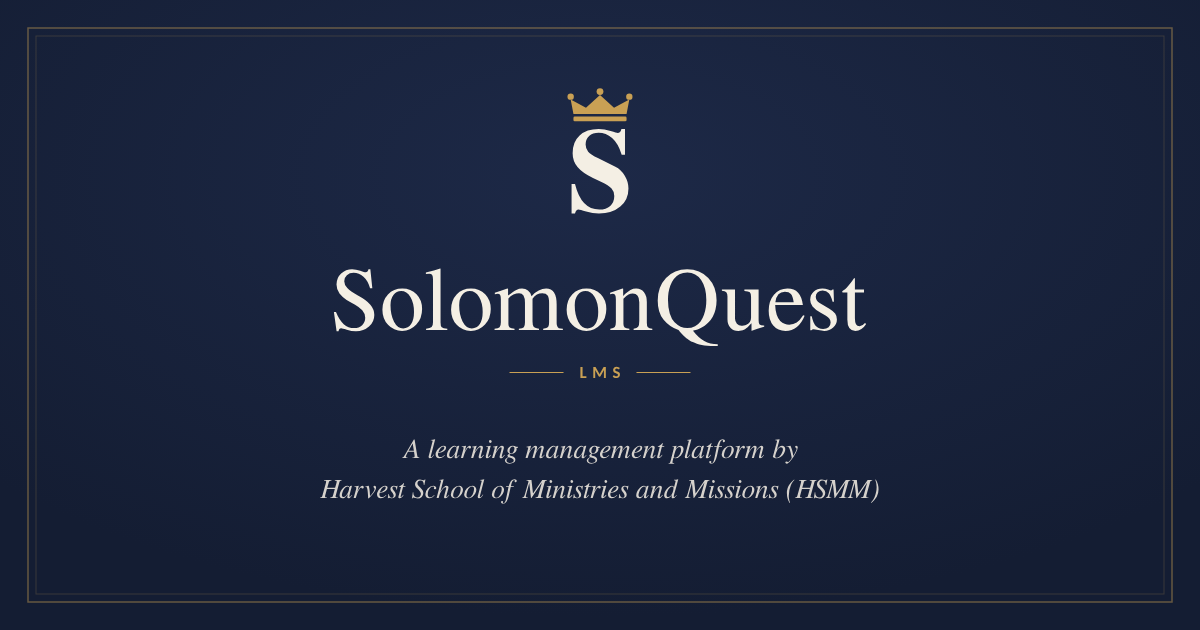 S
SolomonQuest
LMS
A learning management platform by
Harvest School of Ministries and Missions (HSMM)